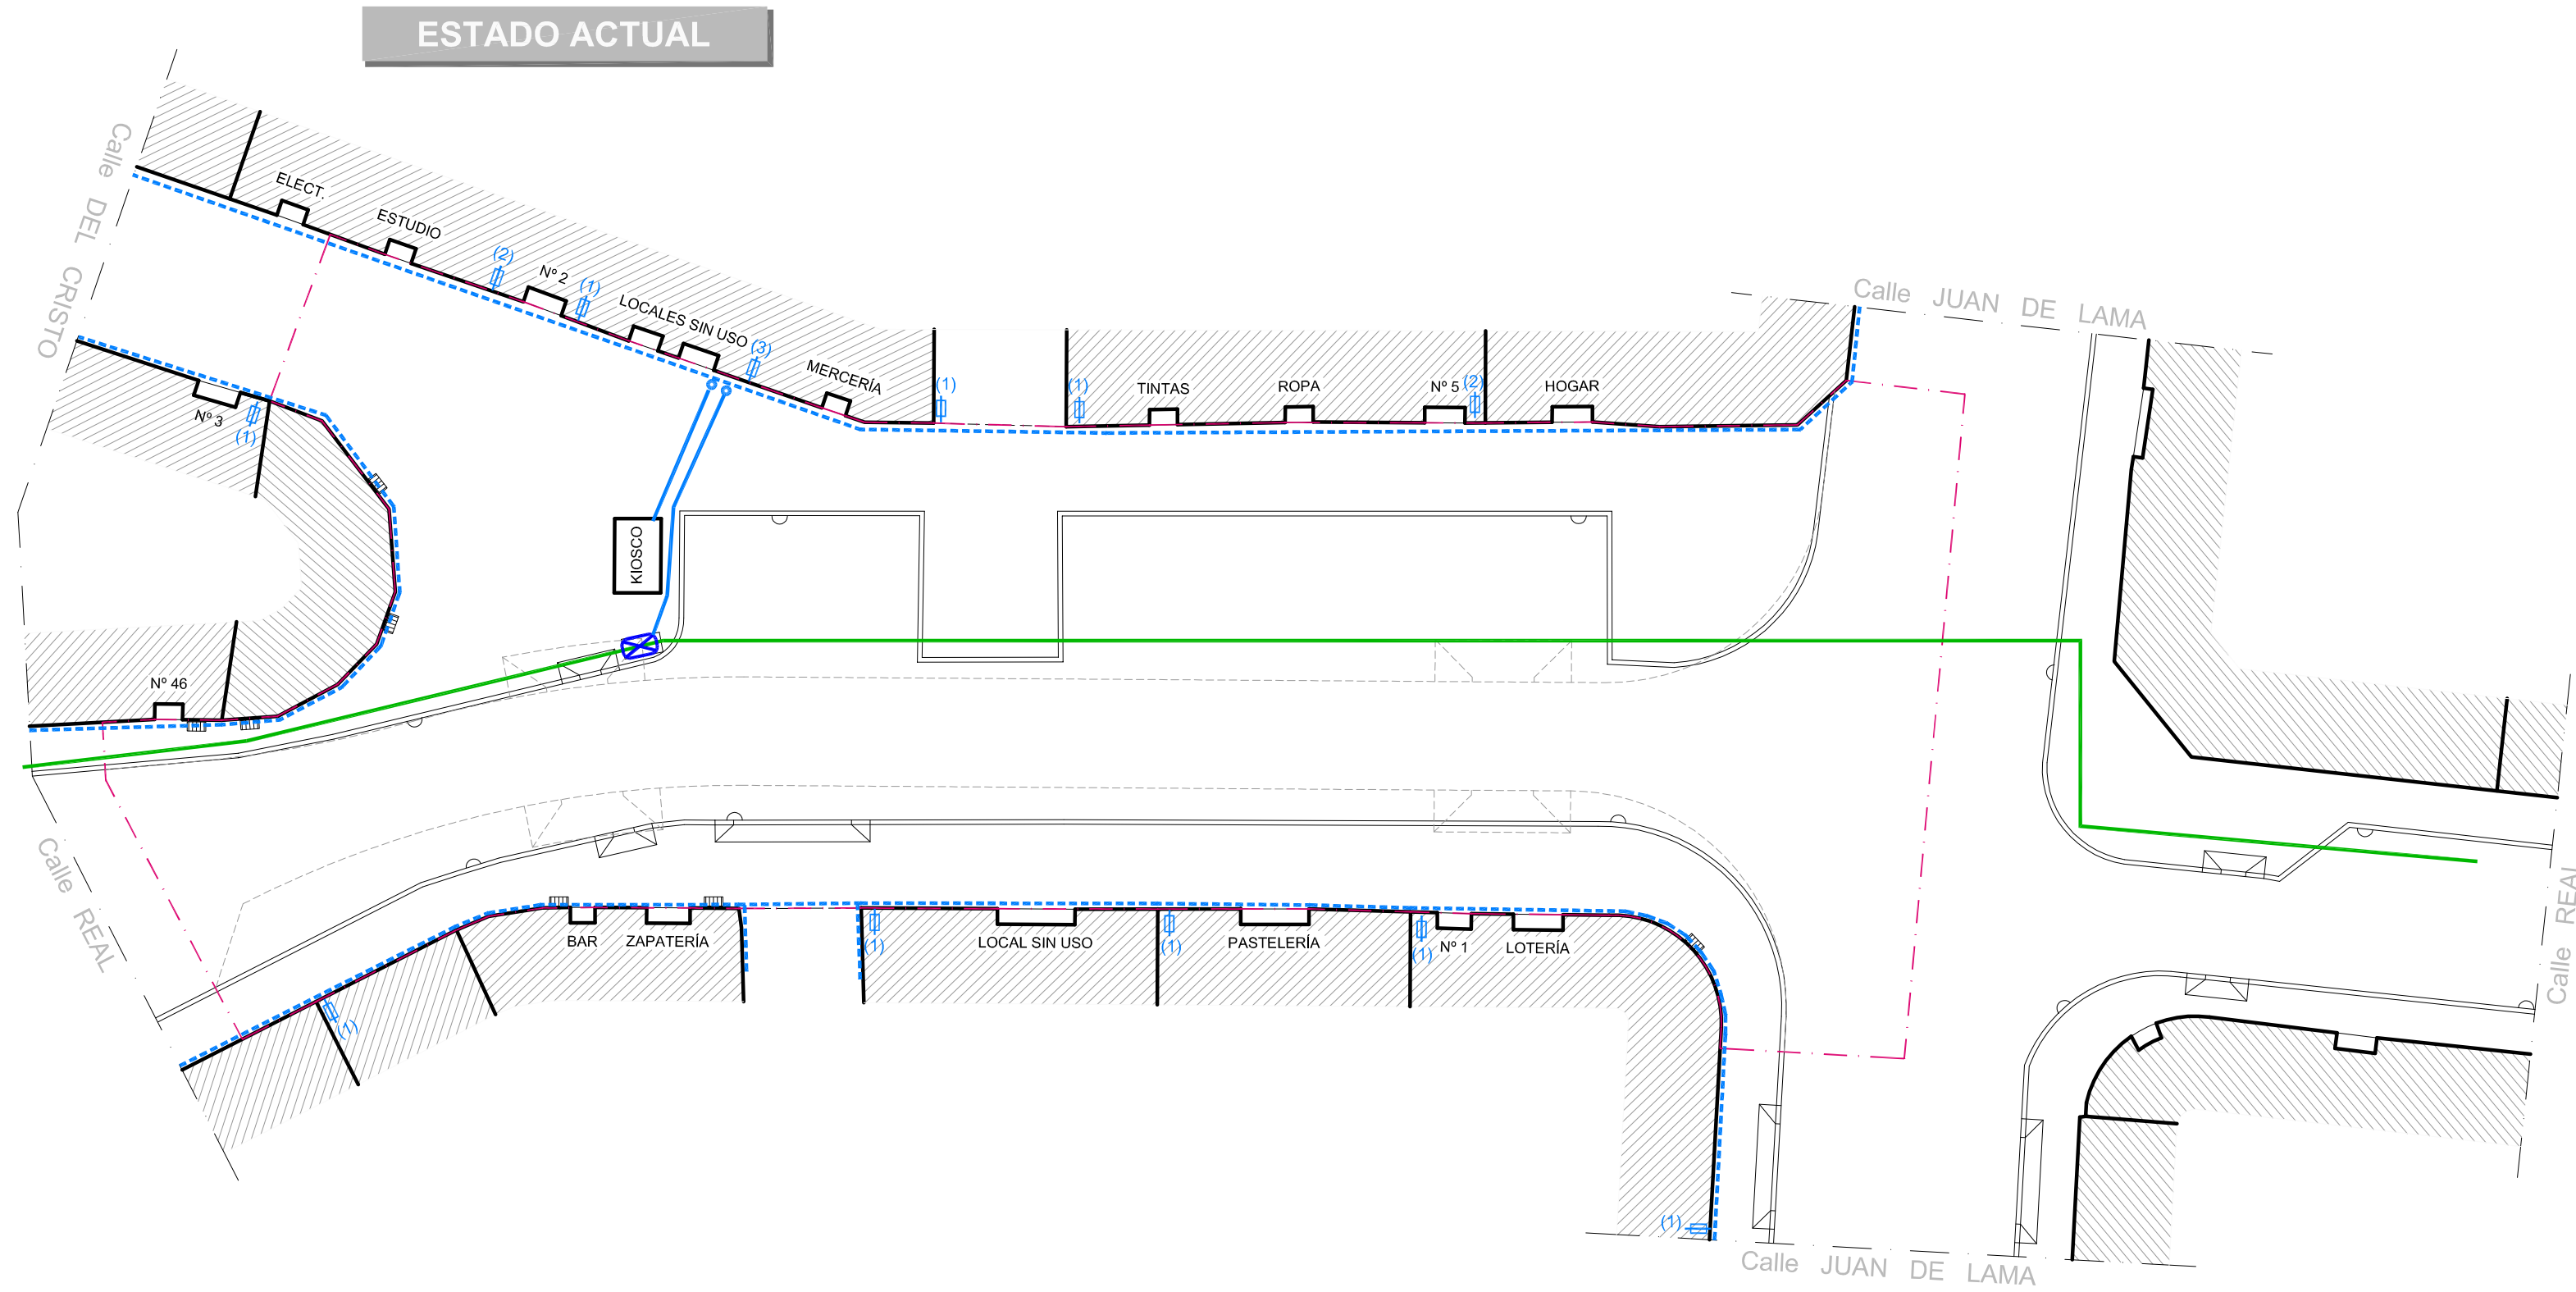 ESTADO ACTUAL
Calle DEL CRISTO
ELECT.
ESTUDIO
(2)
Nº 2
(1)
LOCALES SIN USO
(3)
MERCERÍA
(1)
(1)
TINTAS
ROPA
Nº 5
(2)
HOGAR
Calle JUAN DE LAMA
Nº 3
(1)
KIOSCO
Nº 46
Calle REAL
BAR
ZAPATERÍA
(1)
(1)
LOCAL SIN USO
(1)
PASTELERÍA
(1)
Nº 1
LOTERÍA
(1)
Calle JUAN DE LAMA
Calle REAL